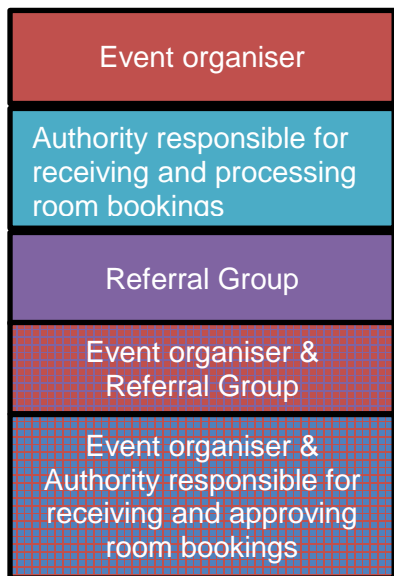 Event organiser
Authority responsible for
receiving and processing
room bookings
Referral Group
Event organiser &
Referral Group
Event organiser &
Authority responsible for
receiving and approving
room bookings